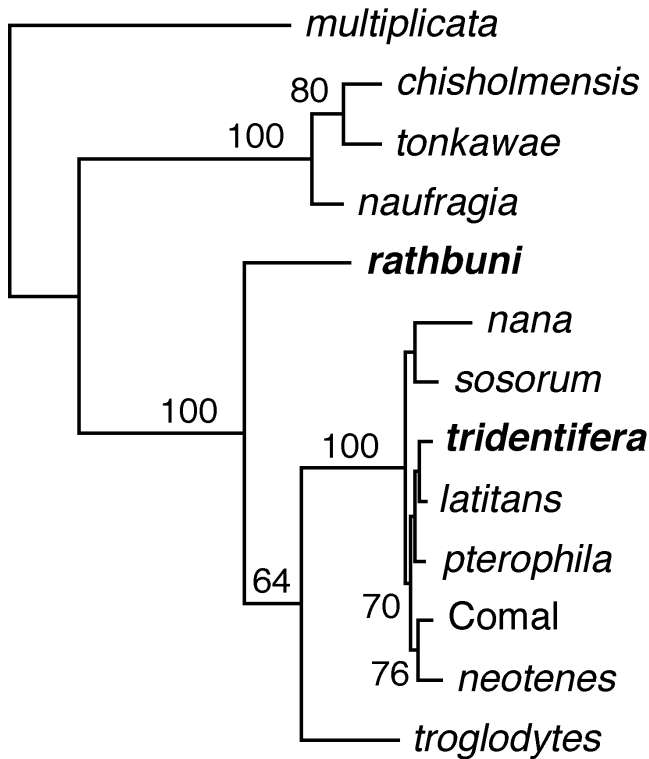 multiplicata
80
chisholmensis
100
tonkawae
naufragia
rathbuni
nana
sosorum
100
100
tridentifera
latitans
pterophila
64
70
Comal
76
neotenes
troglodytes